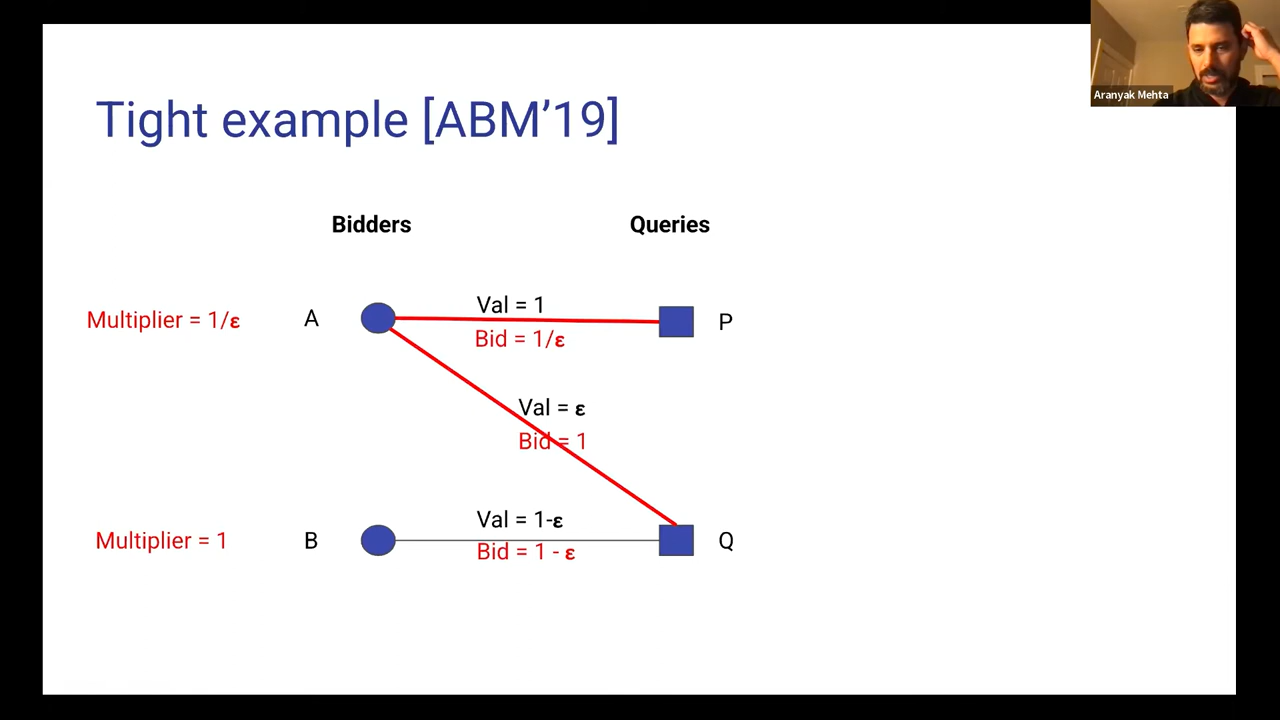 Aranyak Mehta
Tight example [ABM’19]
Bidders
Queries
Val = 1
Multiplier = 1/ε
A
P
Bid = 1/ε
Val = ε
Bid = 1
Val = 1-ε
Multiplier = 1
B
Q
Bid = 1 - ε